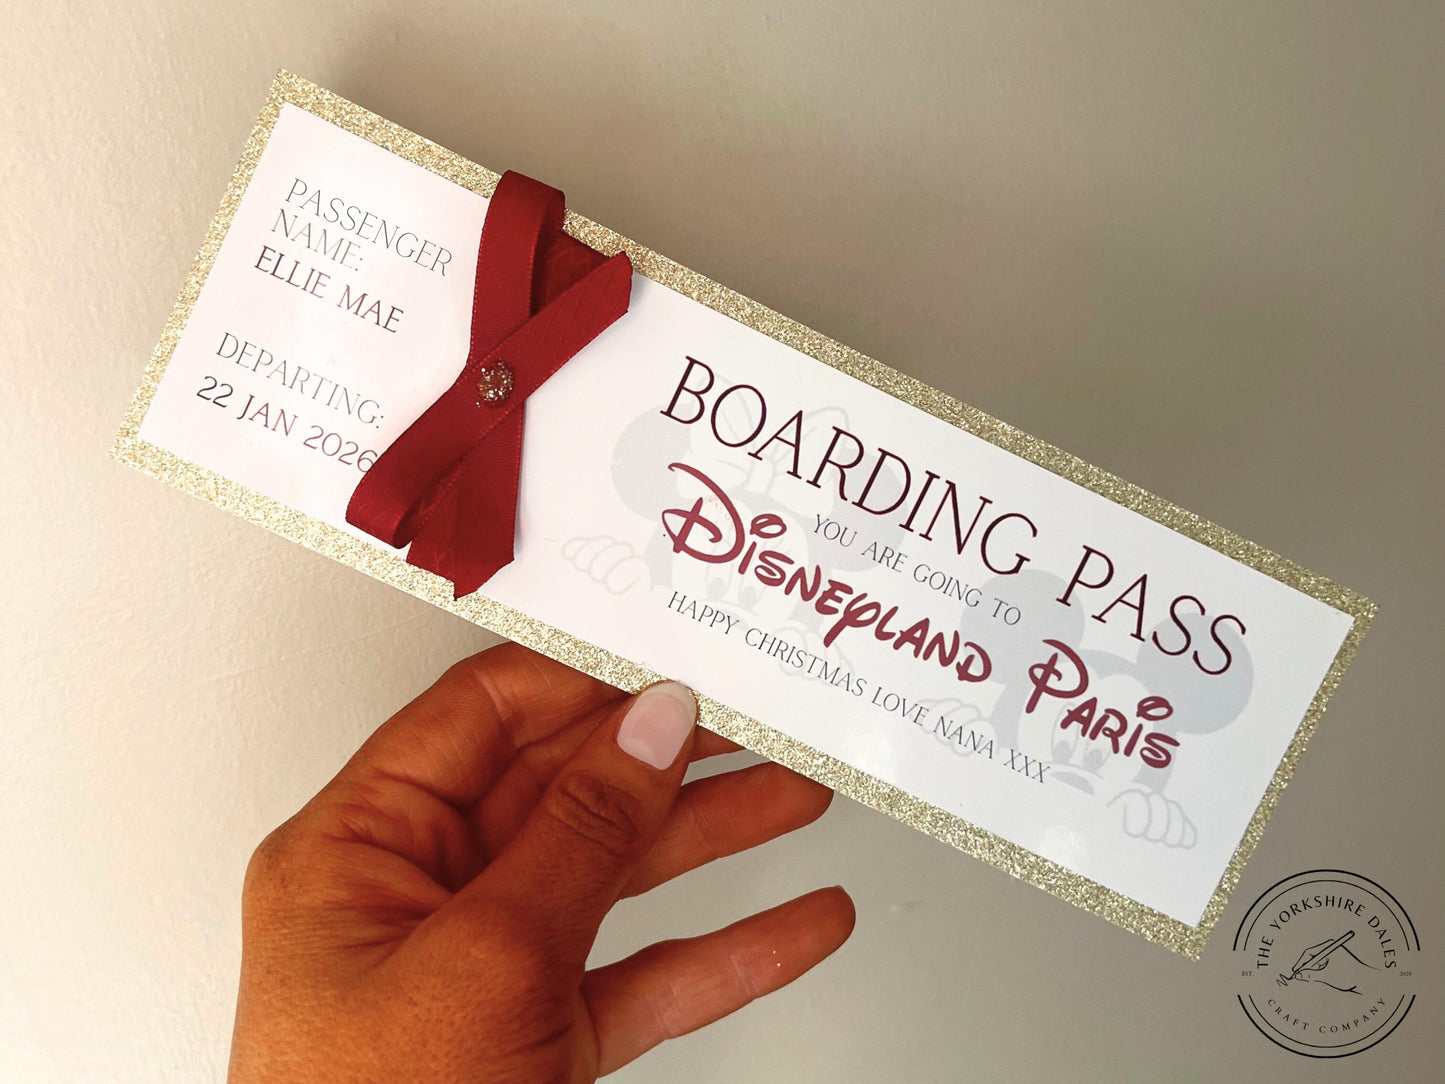 PASSENGER
NAME:
ELLIE MAE
DEPARTING:
22 JAN 2026
BOARDING PASS
YOU ARE GOING TO
DISNEYLAND PARIS
HAPPY CHRISTMAS LOVE NANA XXX
THE YORKSHIRE DALES
EST. 2024
CRAFT COMPANY